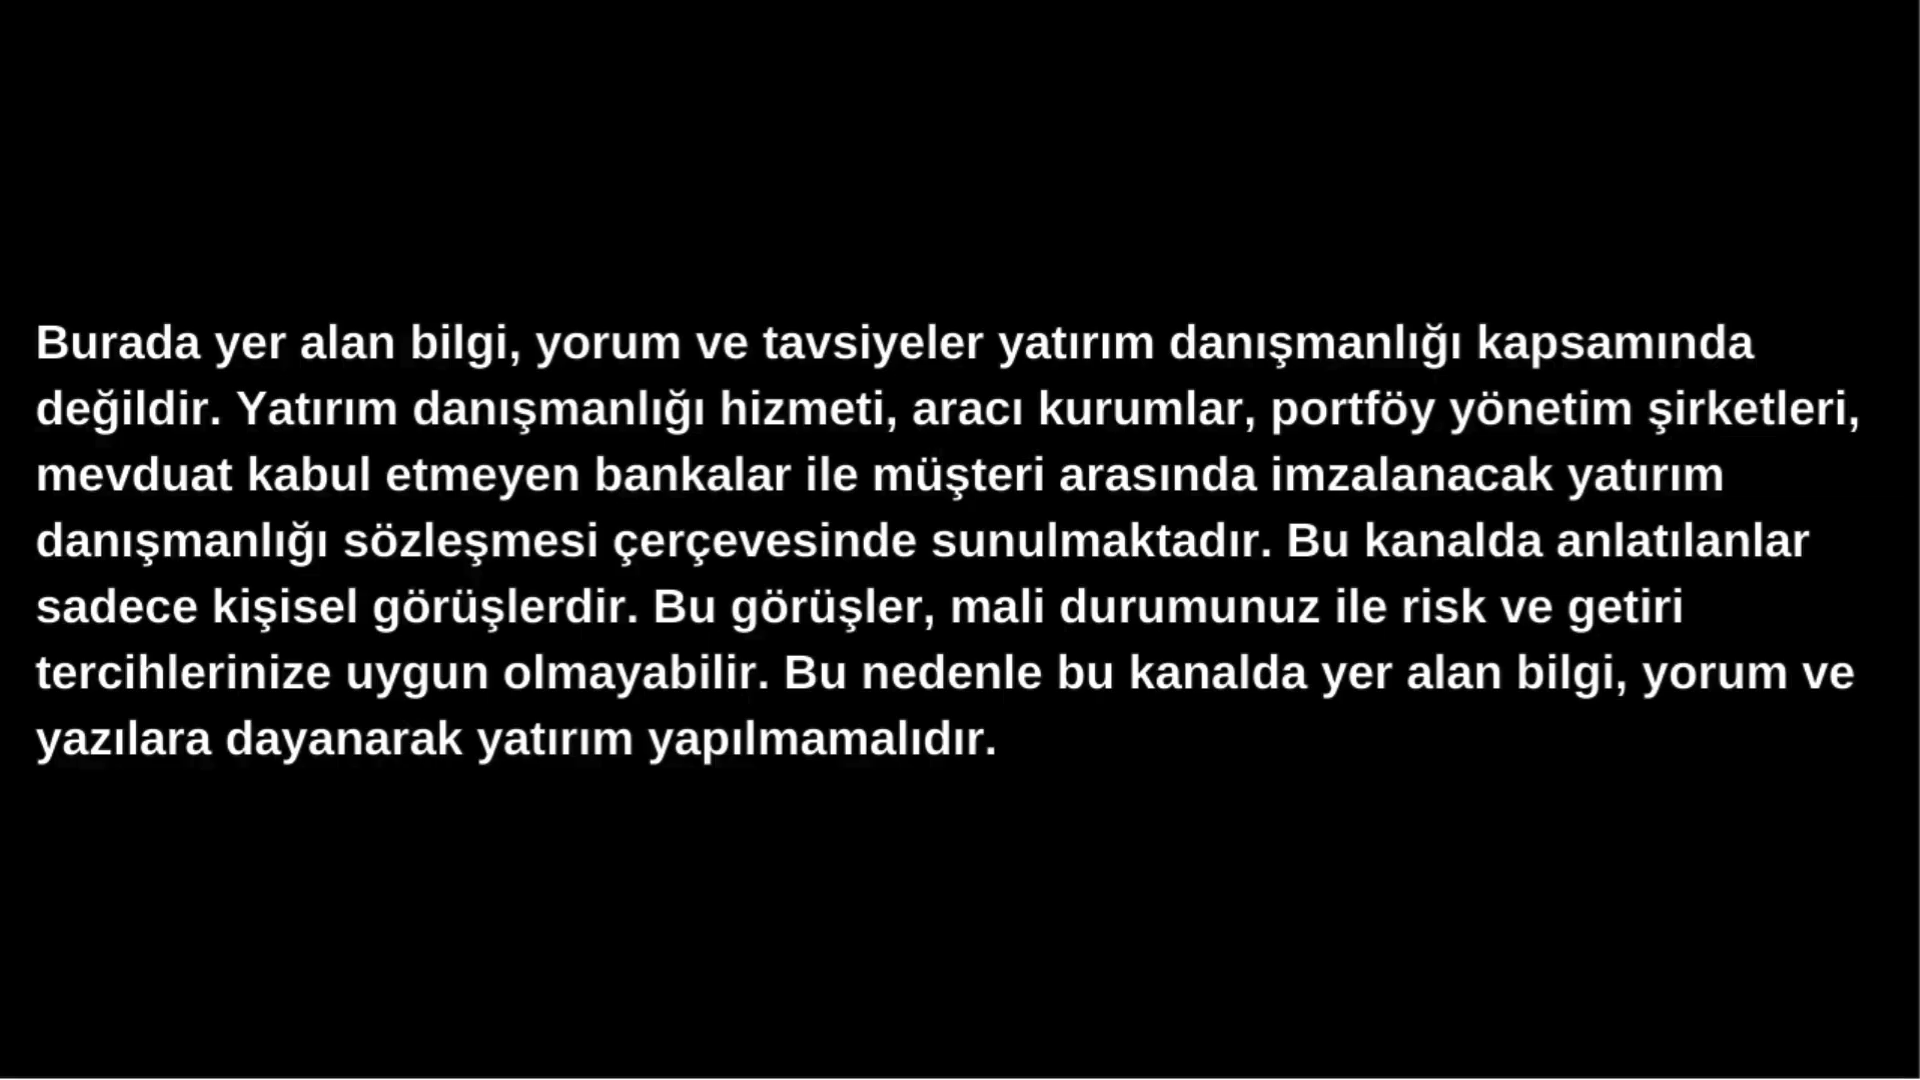 Burada yer alan bilgi, yorum ve tavsiyeler yatırım danışmanlığı kapsamında
değildir. Yatırım danışmanlığı hizmeti, aracı kurumlar, portföy yönetim şirketleri,
mevduat kabul etmeyen bankalar ile müşteri arasında imzalanacak yatırım
danışmanlığı sözleşmesi çerçevesinde sunulmaktadır. Bu kanalda anlatılanlar
sadece kişisel görüşlerdir. Bu görüşler, mali durumunuz ile risk ve getiri
tercihlerinize uygun olmayabilir. Bu nedenle bu kanalda yer alan bilgi, yorum ve
yazılara dayanarak yatırım yapılmamalıdır.